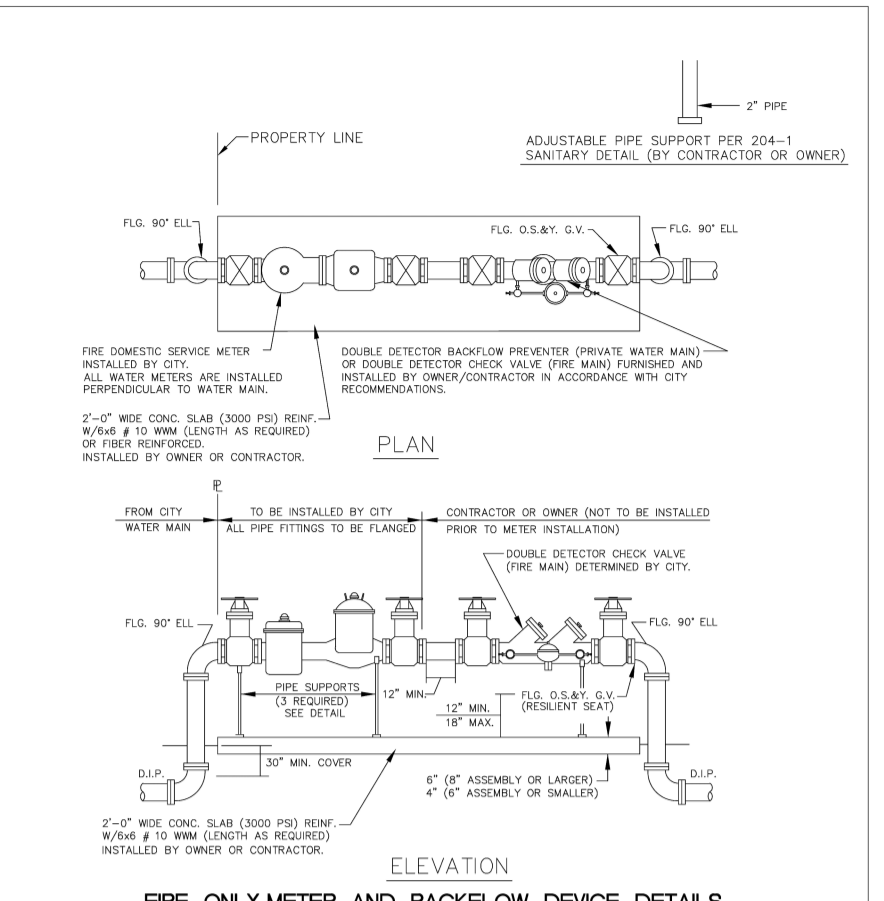 2" PIPE
ADJUSTABLE PIPE SUPPORT PER 204-1
SANITARY DETAIL (BY CONTRACTOR OR OWNER)
PROPERTY LINE
FLG. 90° ELL
FLG. O.S.&Y. G.V.
FLG. 90° ELL
FIRE DOMESTIC SERVICE METER
INSTALLED BY CITY.
ALL WATER METERS ARE INSTALLED
PERPENDICULAR TO WATER MAIN.
DOUBLE DETECTOR BACKFLOW PREVENTER (PRIVATE WATER MAIN)
OR DOUBLE DETECTOR CHECK VALVE (FIRE MAIN) FURNISHED AND
INSTALLED BY OWNER/CONTRACTOR IN ACCORDANCE WITH CITY
RECOMMENDATIONS.
2'-0" WIDE CONC. SLAB (3000 PSI) REINF.
W/6x6 # 10 WWM (LENGTH AS REQUIRED)
OR FIBER REINFORCED.
INSTALLED BY OWNER OR CONTRACTOR.
PLAN
PL
FROM CITY
WATER MAIN
TO BE INSTALLED BY CITY
ALL PIPE FITTINGS TO BE FLANGED
CONTRACTOR OR OWNER (NOT TO BE INSTALLED
PRIOR TO METER INSTALLATION)
DOUBLE DETECTOR CHECK VALVE
(FIRE MAIN) DETERMINED BY CITY.
FLG. 90° ELL
FLG. 90° ELL
PIPE SUPPORTS
(3 REQUIRED)
SEE DETAIL
12" MIN.
12" MIN.
18" MAX.
FLG. O.S.&Y. G.V.
(RESILIENT SEAT)
30" MIN. COVER
D.I.P.
D.I.P.
6" (8" ASSEMBLY OR LARGER)
4" (6" ASSEMBLY OR SMALLER)
2'-0" WIDE CONC. SLAB (3000 PSI) REINF.
W/6x6 # 10 WWM (LENGTH AS REQUIRED)
INSTALLED BY OWNER OR CONTRACTOR.
ELEVATION
FIRE ONLY METER AND BACKFLOW DEVICE DETAILS